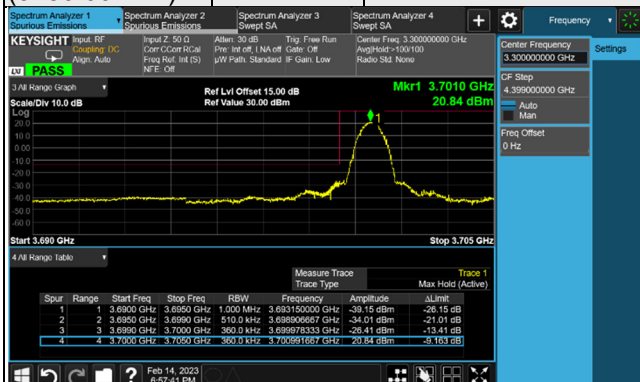 Spectrum Analyzer 1
Spurious Emissions
Spectrum Analyzer 2
Spurious Emissions
Spectrum Analyzer 3
Swept SA
Spectrum Analyzer 4
Swept SA
+
Frequency
KEYSIGHT
Input: RF
Coupling: DC
Align: Auto
Input Z: 50 Ω
Corr CCorr RCal
Freq Ref: Int (S)
NFE: Off
Atten: 30 dB
Pre: Int off, LNA off
µW Path: Standard
Trig: Free Run
Gate: Off
IF Gain: Low
Center Freq: 3.300000000 GHz
Avg|Hold:>100/100
Radio Std: None
LXI PASS
Center Frequency
3.300000000 GHz
Settings
CF Step
4.399000000 GHz
Auto
Man
Freq Offset
0 Hz
3 All Range Graph
Scale/Div 10.0 dB
Ref Lvl Offset 15.00 dB
Ref Value 30.00 dBm
Mkr1 3.7010 GHz
20.84 dBm
Log
20.0
10.0
0.00
-10.0
-20.0
-30.0
-40.0
-50.0
-60.0
1
Start 3.690 GHz
Stop 3.705 GHz
4 All Range Table
Measure Trace Trace 1
Trace Type Max Hold (Active)
Spur Range Start Freq Stop Freq RBW Frequency Amplitude ΔLimit
1 1 3.6900 GHz 3.6950 GHz 1.000 MHz 3.693150000 GHz -39.15 dBm -26.15 dB
2 2 3.6950 GHz 3.6990 GHz 510.0 kHz 3.698906667 GHz -34.01 dBm -21.01 dB
3 3 3.6990 GHz 3.7000 GHz 360.0 kHz 3.699978333 GHz -26.41 dBm -13.41 dB
4 4 3.7000 GHz 3.7050 GHz 360.0 kHz 3.700991667 GHz 20.84 dBm -9.163 dB
?
Feb 14, 2023
6:57:41 PM